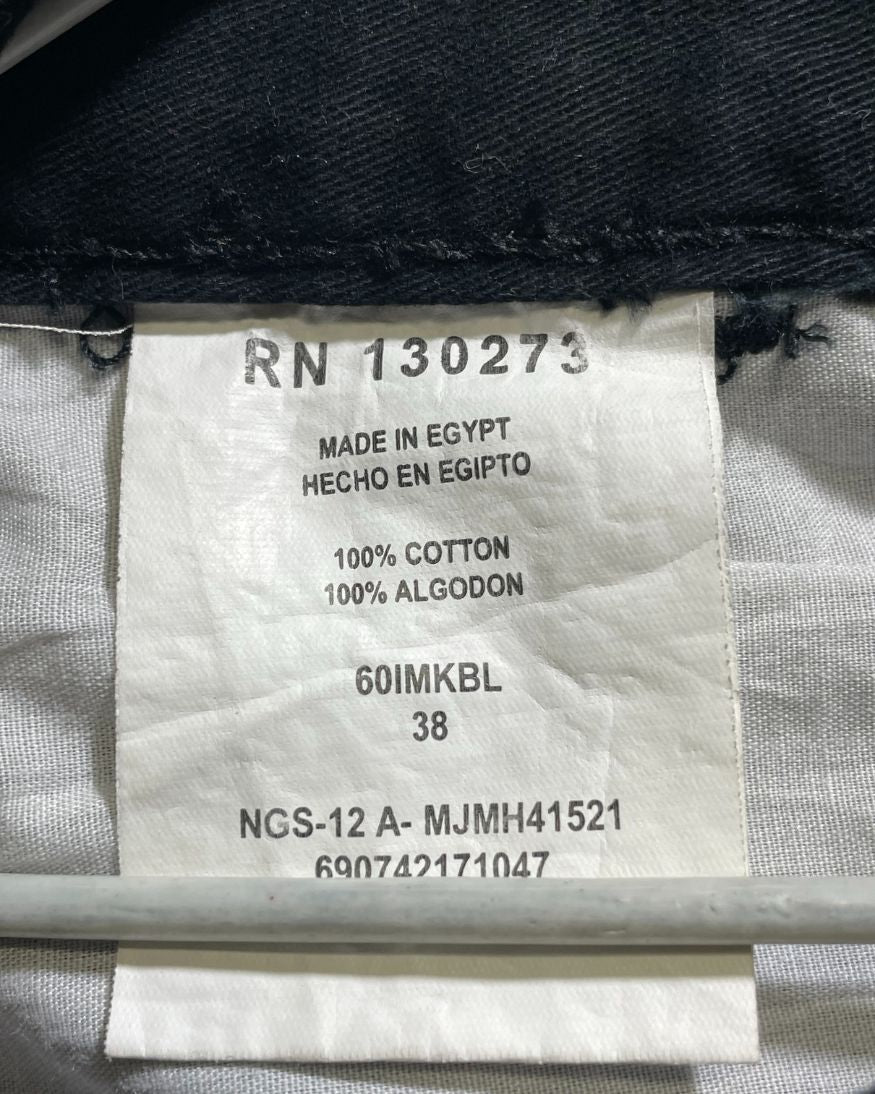 RN 130273
MADE IN EGYPT
HECHO EN EGIPTO
100% COTTON
100% ALGODON
60IMKBL
38
NGS-12 A- MJMH41521
690742171047